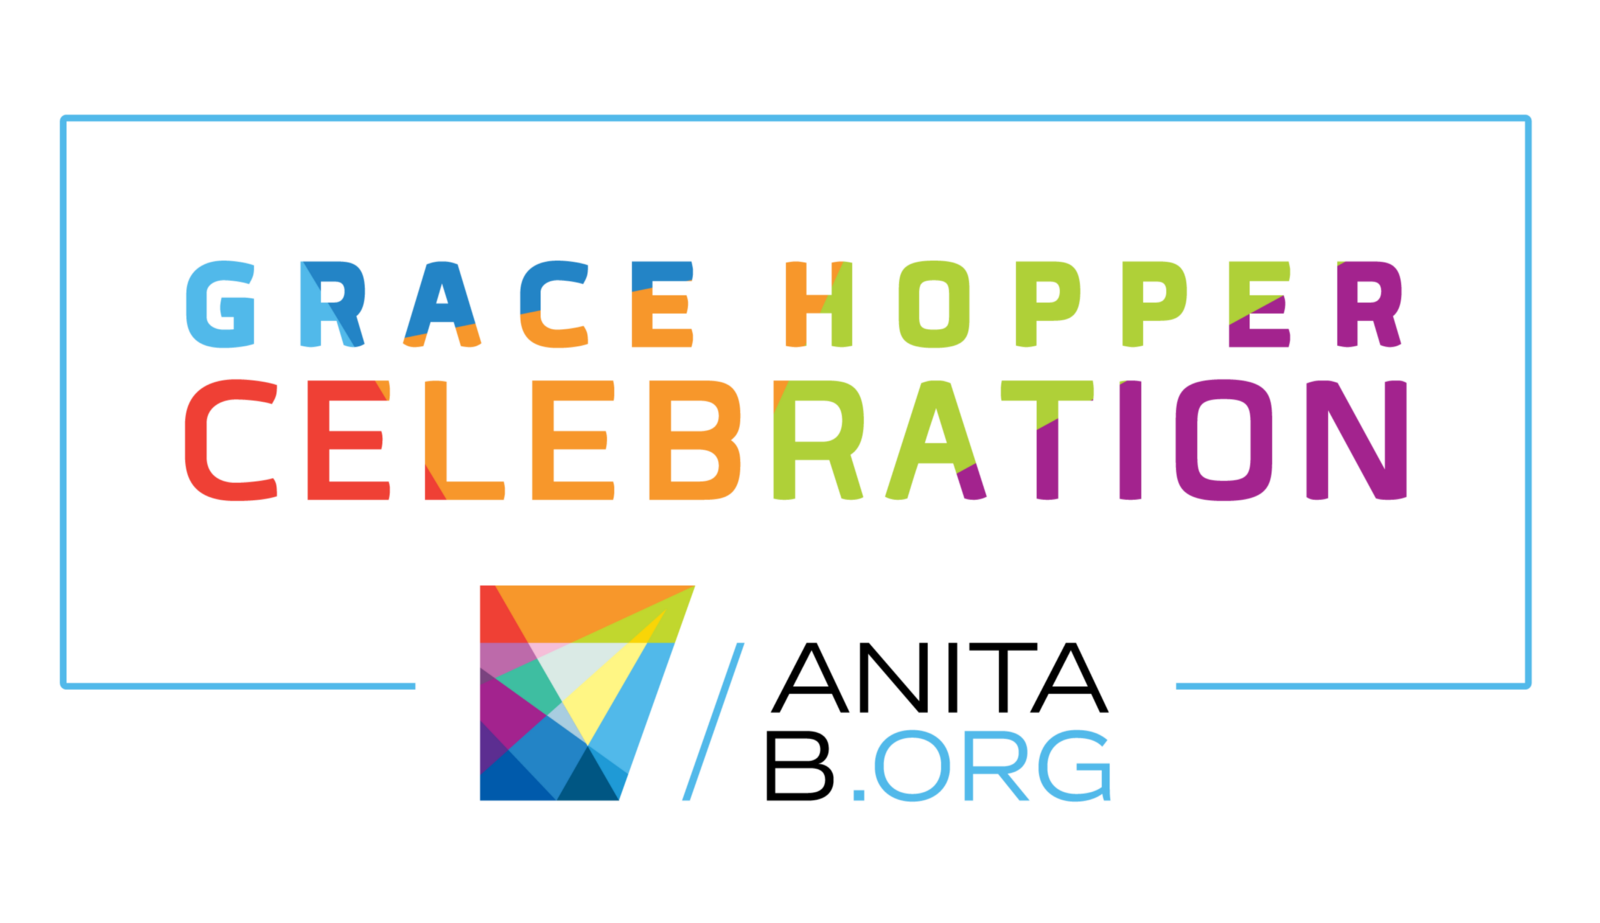 GRACE HOPPER
CELEBRATION
ANITA
B.ORG